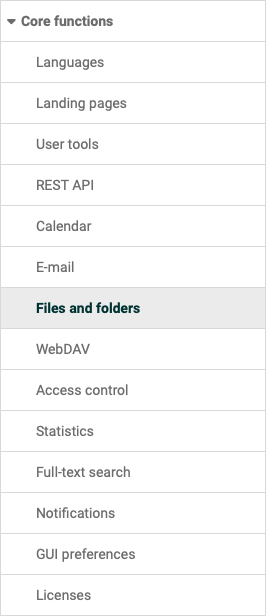 Core functions
Languages
Landing pages
User tools
REST API
Calendar
E-mail
Files and folders
WebDAV
Access control
Statistics
Full-text search
Notifications
GUI preferences
Licenses